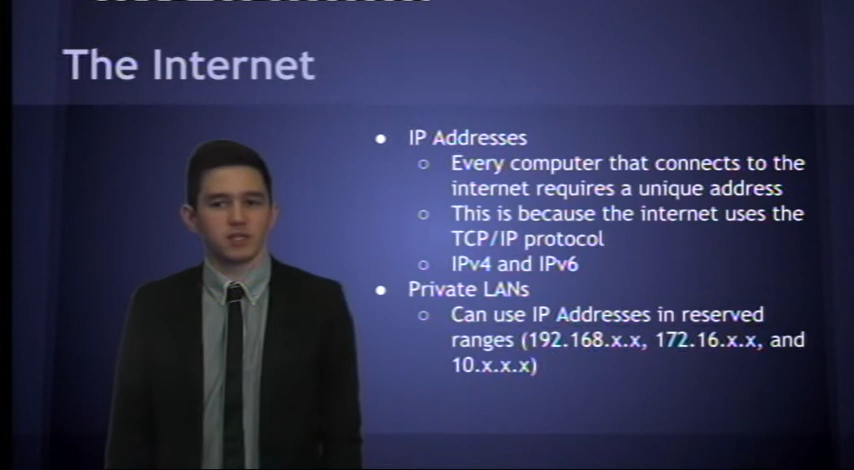 The Internet
● IP Addresses
○ Every computer that connects to the
internet requires a unique address
○ This is because the internet uses the
TCP/IP protocol
○ IPv4 and IPv6
● Private LANs
○ Can use IP Addresses in reserved
ranges (192.168.x.x, 172.16.x.x, and
10.x.x.x)